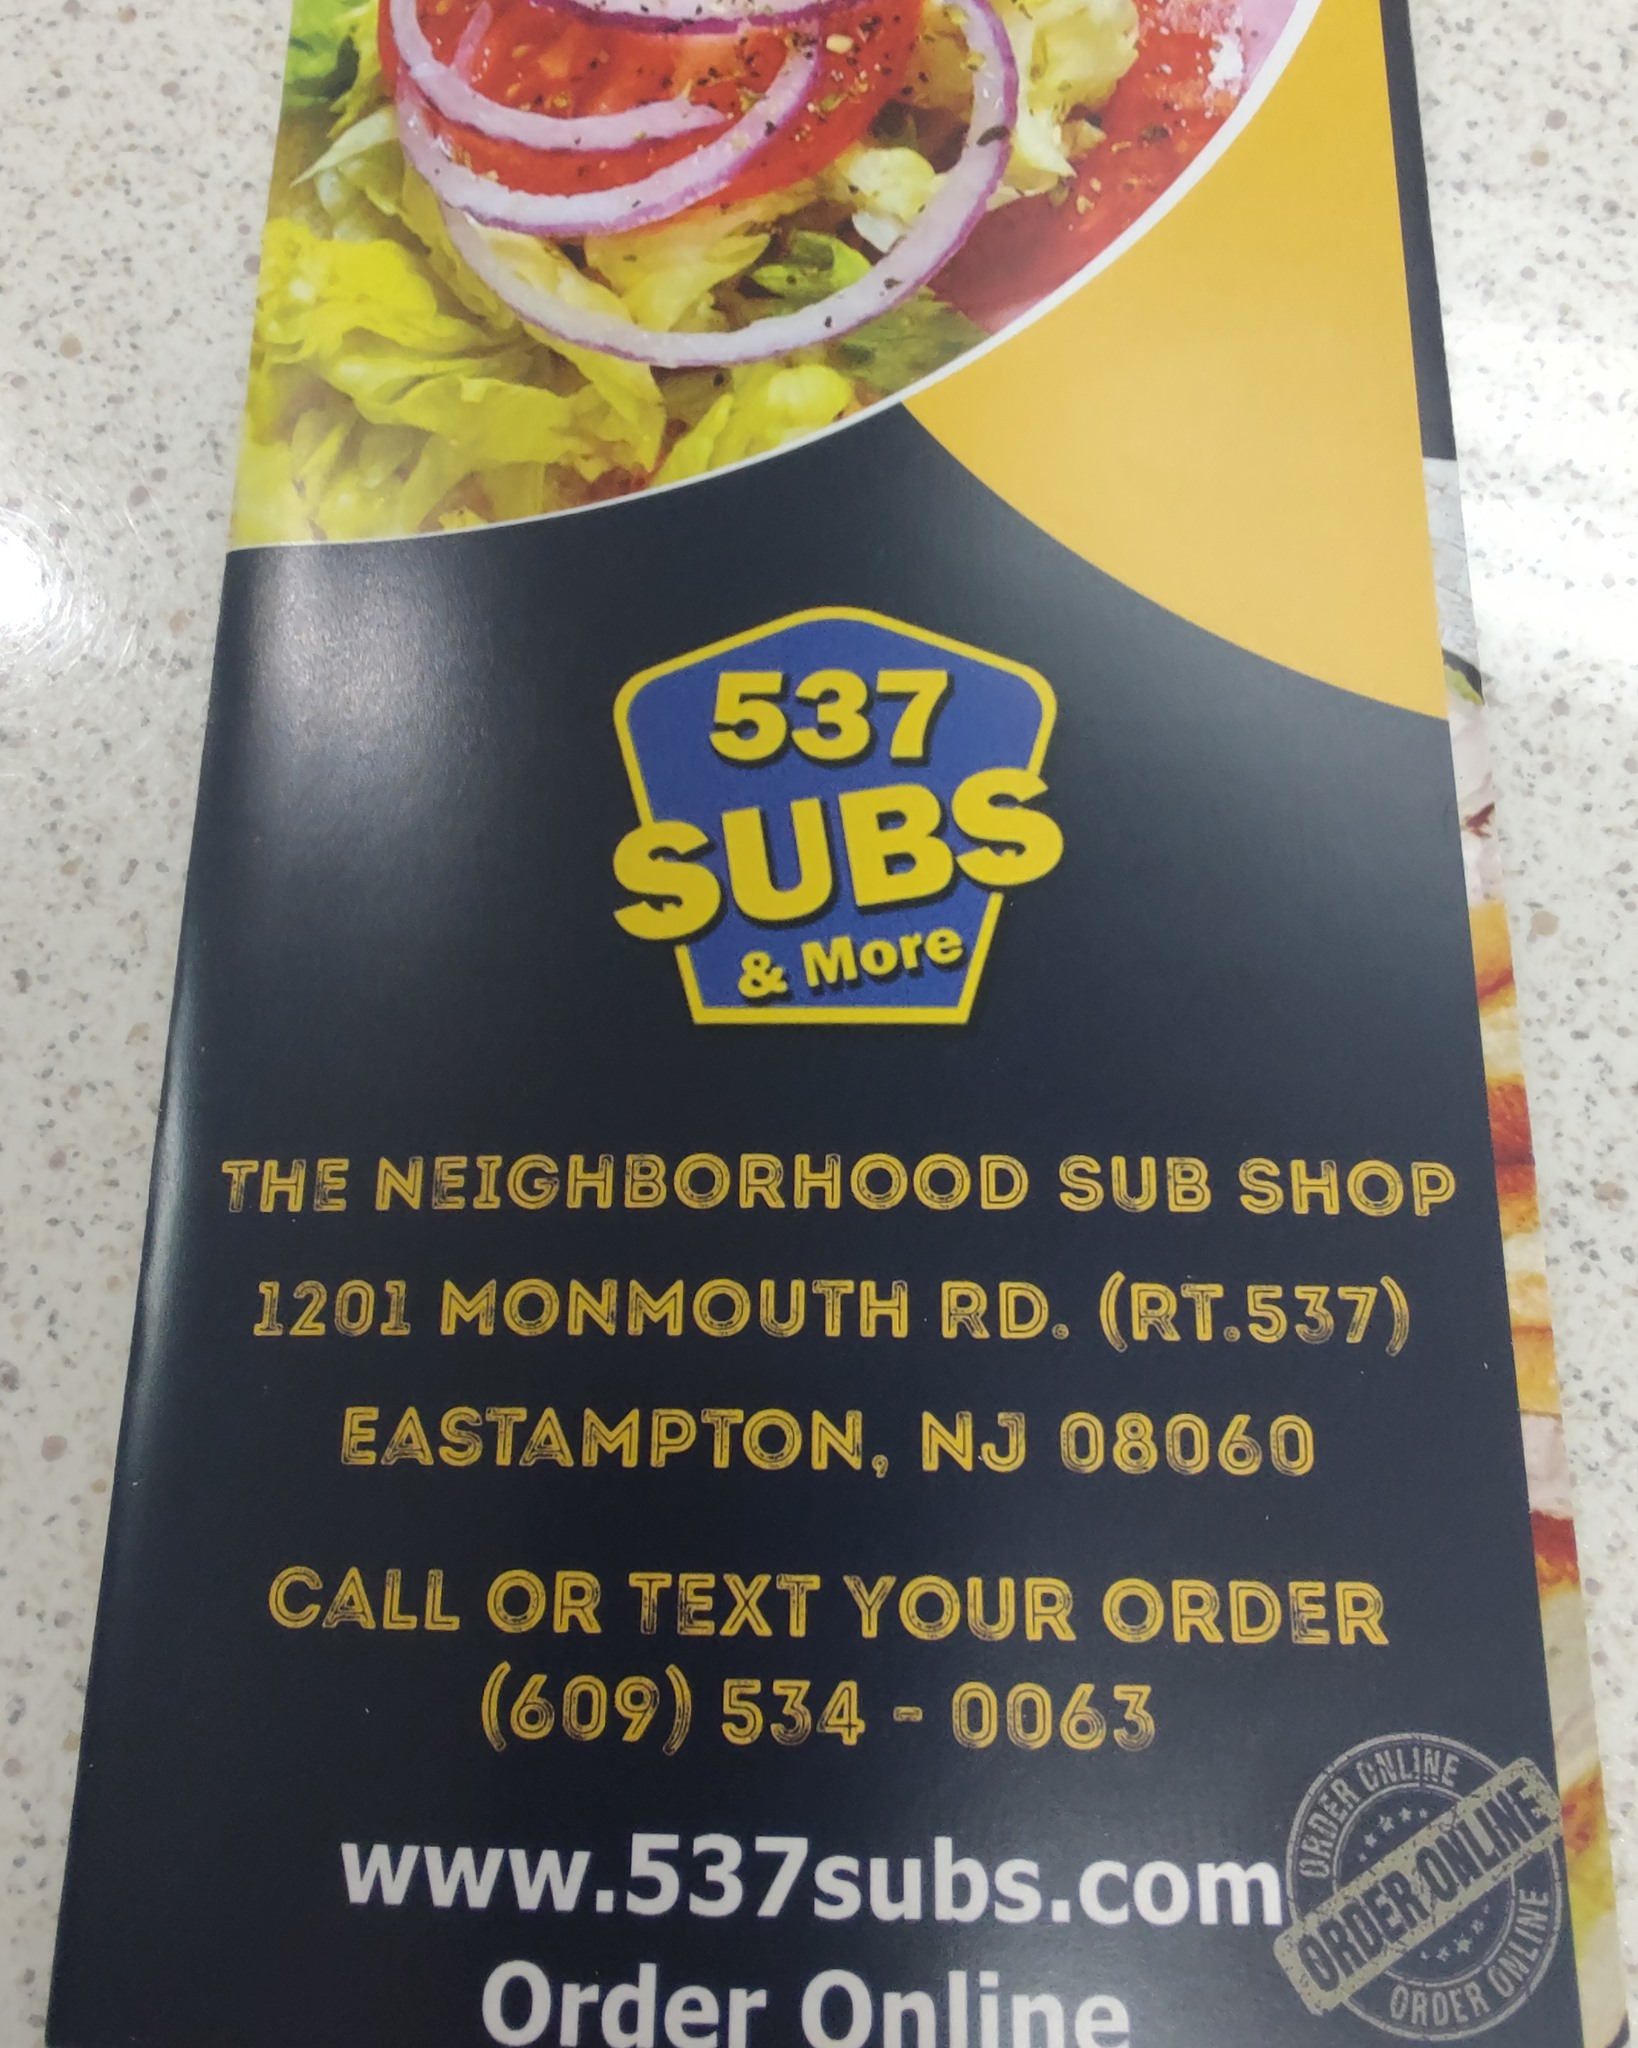 537
SUBS
& More
THE NEIGHBORHOOD SUB SHOP
1201 MONMOUTH RD. (RT.537)
EASTAMPTON, NJ 08060
CALL OR TEXT YOUR ORDER
(609) 534 - 0063
www.537subs.com
Order Online
ORDER ONLINE
ORDER ONLINE
ORDER ONLINE